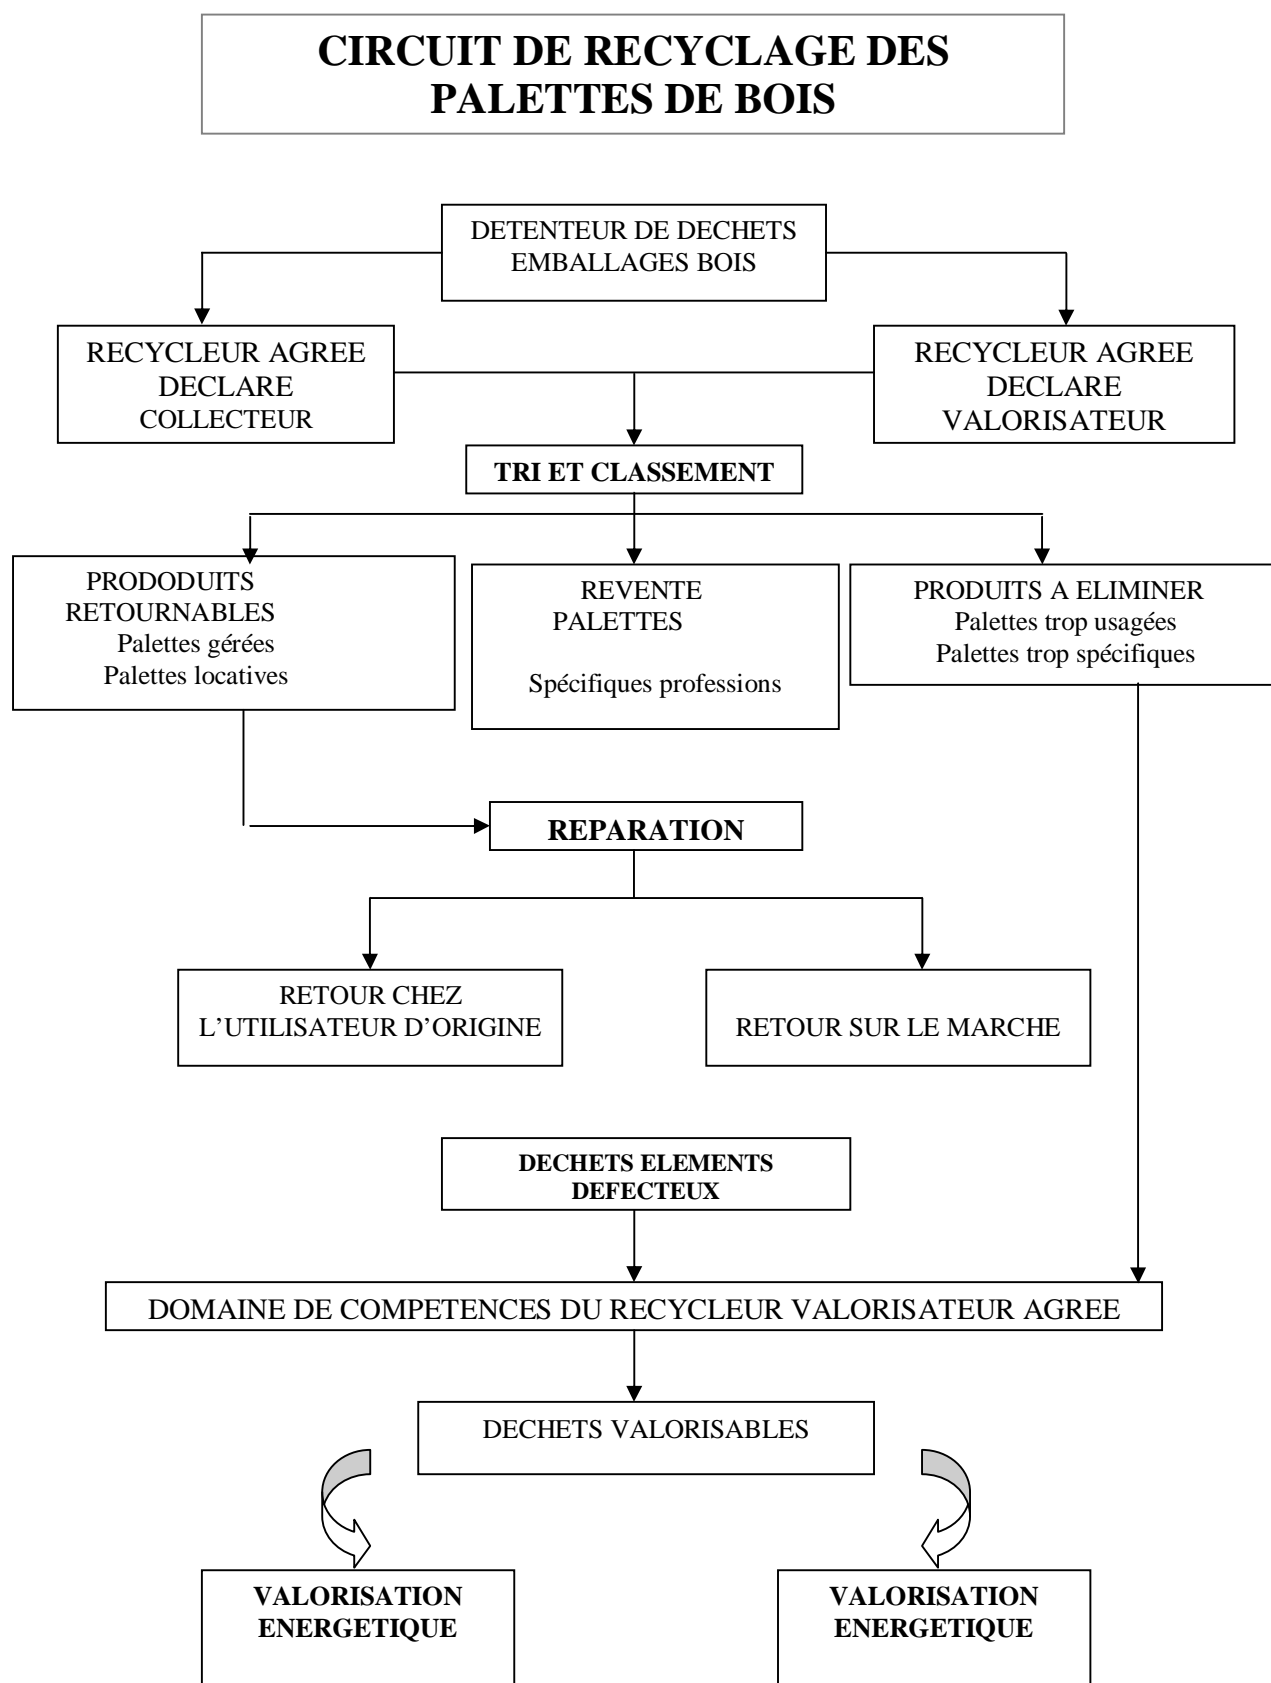 CIRCUIT DE RECYCLAGE DES
PALETTES DE BOIS
DETENTEUR DE DECHETS
EMBALLAGES BOIS
RECYCLEUR AGREE
DECLARE
COLLECTEUR
RECYCLEUR AGREE
DECLARE
VALORISATEUR
TRI ET CLASSEMENT
PRODODUITS
RETOURNABLES
Palettes gérées
Palettes locatives
REVENTE
PALETTES
Spécifiques professions
PRODUITS A ELIMINER
Palettes trop usagées
Palettes trop spécifiques
REPARATION
RETOUR CHEZ
L’UTILISATEUR D’ORIGINE
RETOUR SUR LE MARCHE
DECHETS ELEMENTS
DEFECTEUX
DOMAINE DE COMPETENCES DU RECYCLEUR VALORISATEUR AGREE
DECHETS VALORISABLES
VALORISATION
ENERGETIQUE
VALORISATION
ENERGETIQUE